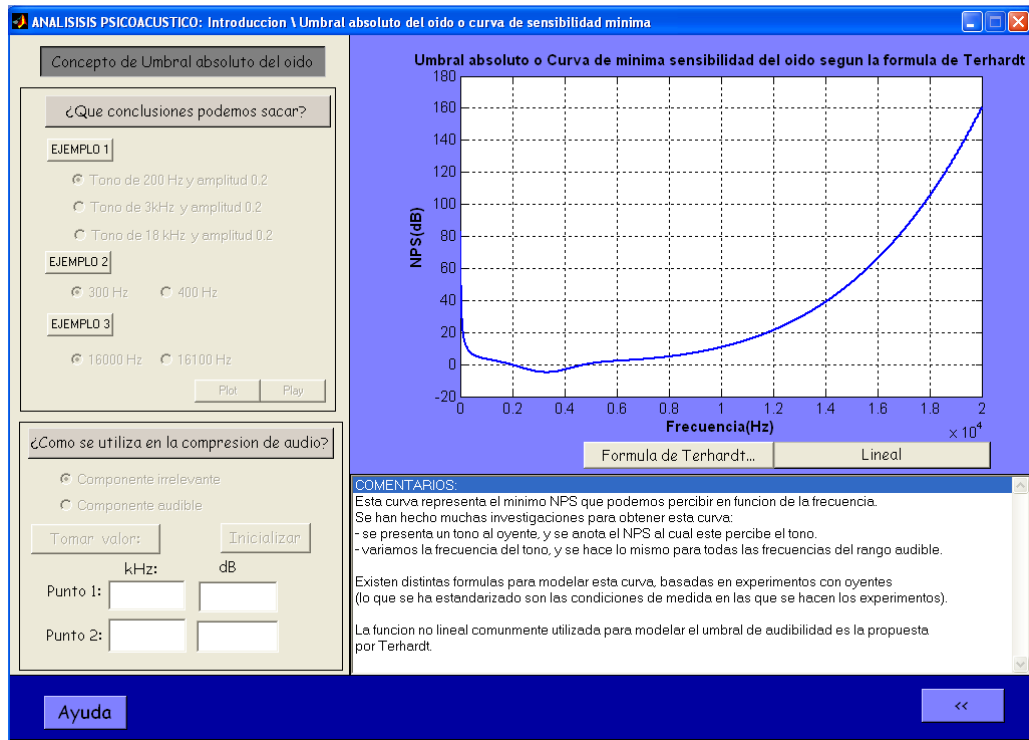 ANALISISIS PSICOACUSTICO: Introduccion \ Umbral absoluto del oido o curva de sensibilidad minima
Concepto de Umbral absoluto del oido
¿Que conclusiones podemos sacar?
EJEMPLO 1
Tono de 200 Hz y amplitud 0.2
Tono de 3kHz y amplitud 0.2
Tono de 18 kHz y amplitud 0.2
EJEMPLO 2
300 Hz 400 Hz
EJEMPLO 3
16000 Hz 16100 Hz
Plot Play
¿Como se utiliza en la compresion de audio?
Componente irrelevante
Componente audible
Tomar valor: Inicializar
kHz: dB
Punto 1:
Punto 2:
Umbral absoluto o Curva de minima sensibilidad del oido segun la formula de Terhardt
180
160
140
120
100
80
60
40
20
0
-20
NPS(dB)
0 0.2 0.4 0.6 0.8 1 1.2 1.4 1.6 1.8 2
Frecuencia(Hz)
x 10^4
Formula de Terhardt... Lineal
COMENTARIOS:
Esta curva representa el minimo NPS que podemos percibir en funcion de la frecuencia.
Se han hecho muchas investigaciones para obtener esta curva:
- se presenta un tono al oyente, y se anota el NPS al cual este percibe el tono.
- variamos la frecuencia del tono, y se hace lo mismo para todas las frecuencias del rango audible.
Existen distintas formulas para modelar esta curva, basadas en experimentos con oyentes
(lo que se ha estandarizado son las condiciones de medida en las que se hacen los experimentos).
La funcion no lineal comunmente utilizada para modelar el umbral de audibilidad es la propuesta
por Terhardt.
Ayuda
<<